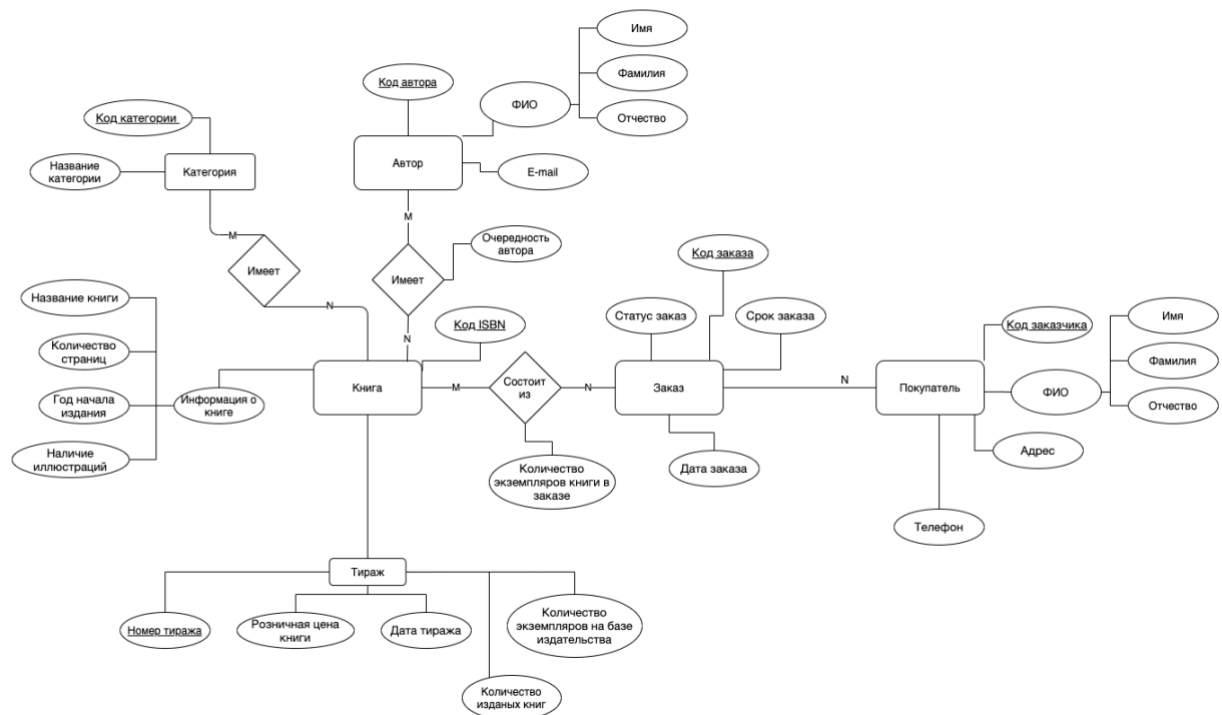 Имя
Фамилия
Отчество
ФИО
Код автора
Автор
E-mail
Код категории
Название
категории
Категория
М
М
Имеет
Очередность
автора
Имеет
N
N
Код ISBN
Название книги
Количество
страниц
Год начала
издания
Наличие
иллюстраций
Информация о
книге
Книга
М
Состоит
из
N
Количество
экземпляров книги в
заказе
Код заказа
Статус заказ
Срок заказа
Заказ
Дата заказа
N
Покупатель
Код заказчика
ФИО
Имя
Фамилия
Отчество
Адрес
Телефон
Тираж
Номер тиража
Розничная цена
книги
Дата тиража
Количество
экземпляров на базе
издательства
Количество
изданых книг